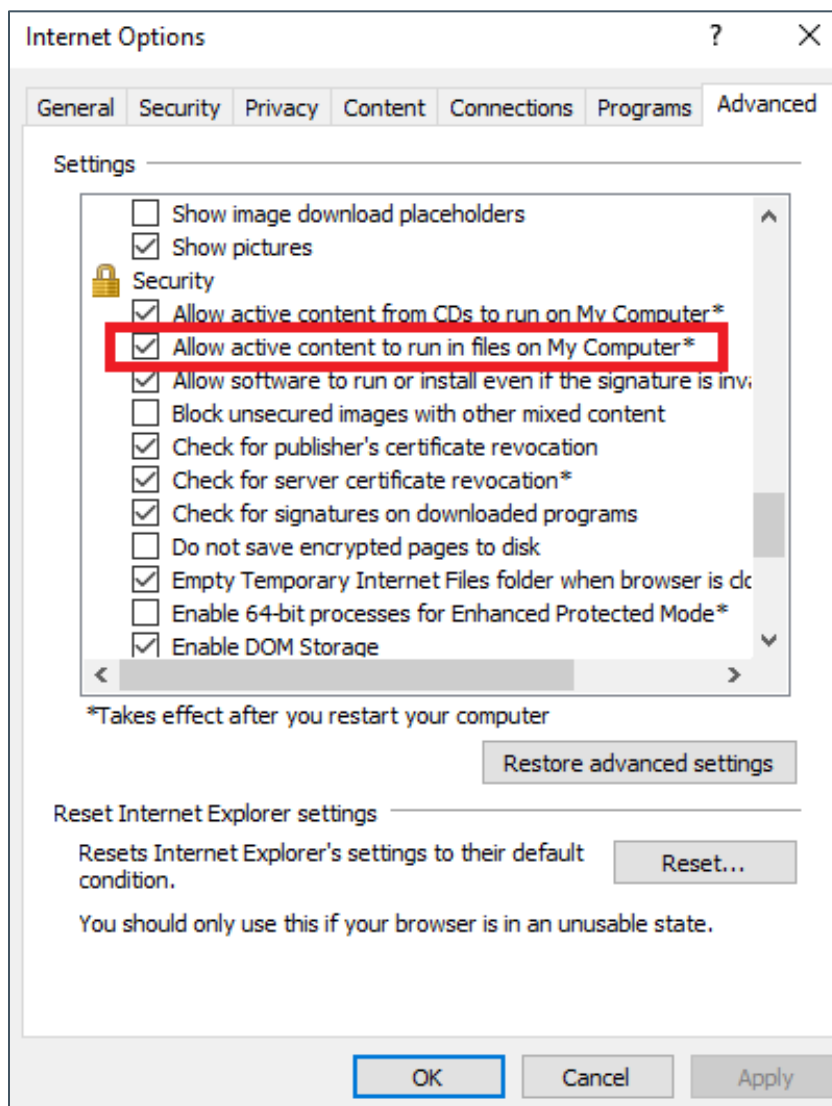 Internet Options ?
General Security Privacy Content Connections Programs Advanced
Settings
Show image download placeholders
Show pictures
Security
Allow active content from CDs to run on My Computer*
Allow active content to run in files on My Computer*
Allow software to run or install even if the signature is
Block unsecured images with other mixed content
Check for publisher's certificate revocation
Check for server certificate revocation*
Check for signatures on downloaded programs
Do not save encrypted pages to disk
Empty Temporary Internet Files folder when browser is
Enable 64-bit processes for Enhanced Protected Mode*
Enable DOM Storage
*Takes effect after you restart your computer
Restore advanced settings
Reset Internet Explorer settings
Resets Internet Explorer's settings to their default
condition.
Reset...
You should only use this if your browser is in an unusable state.
OK Cancel Apply